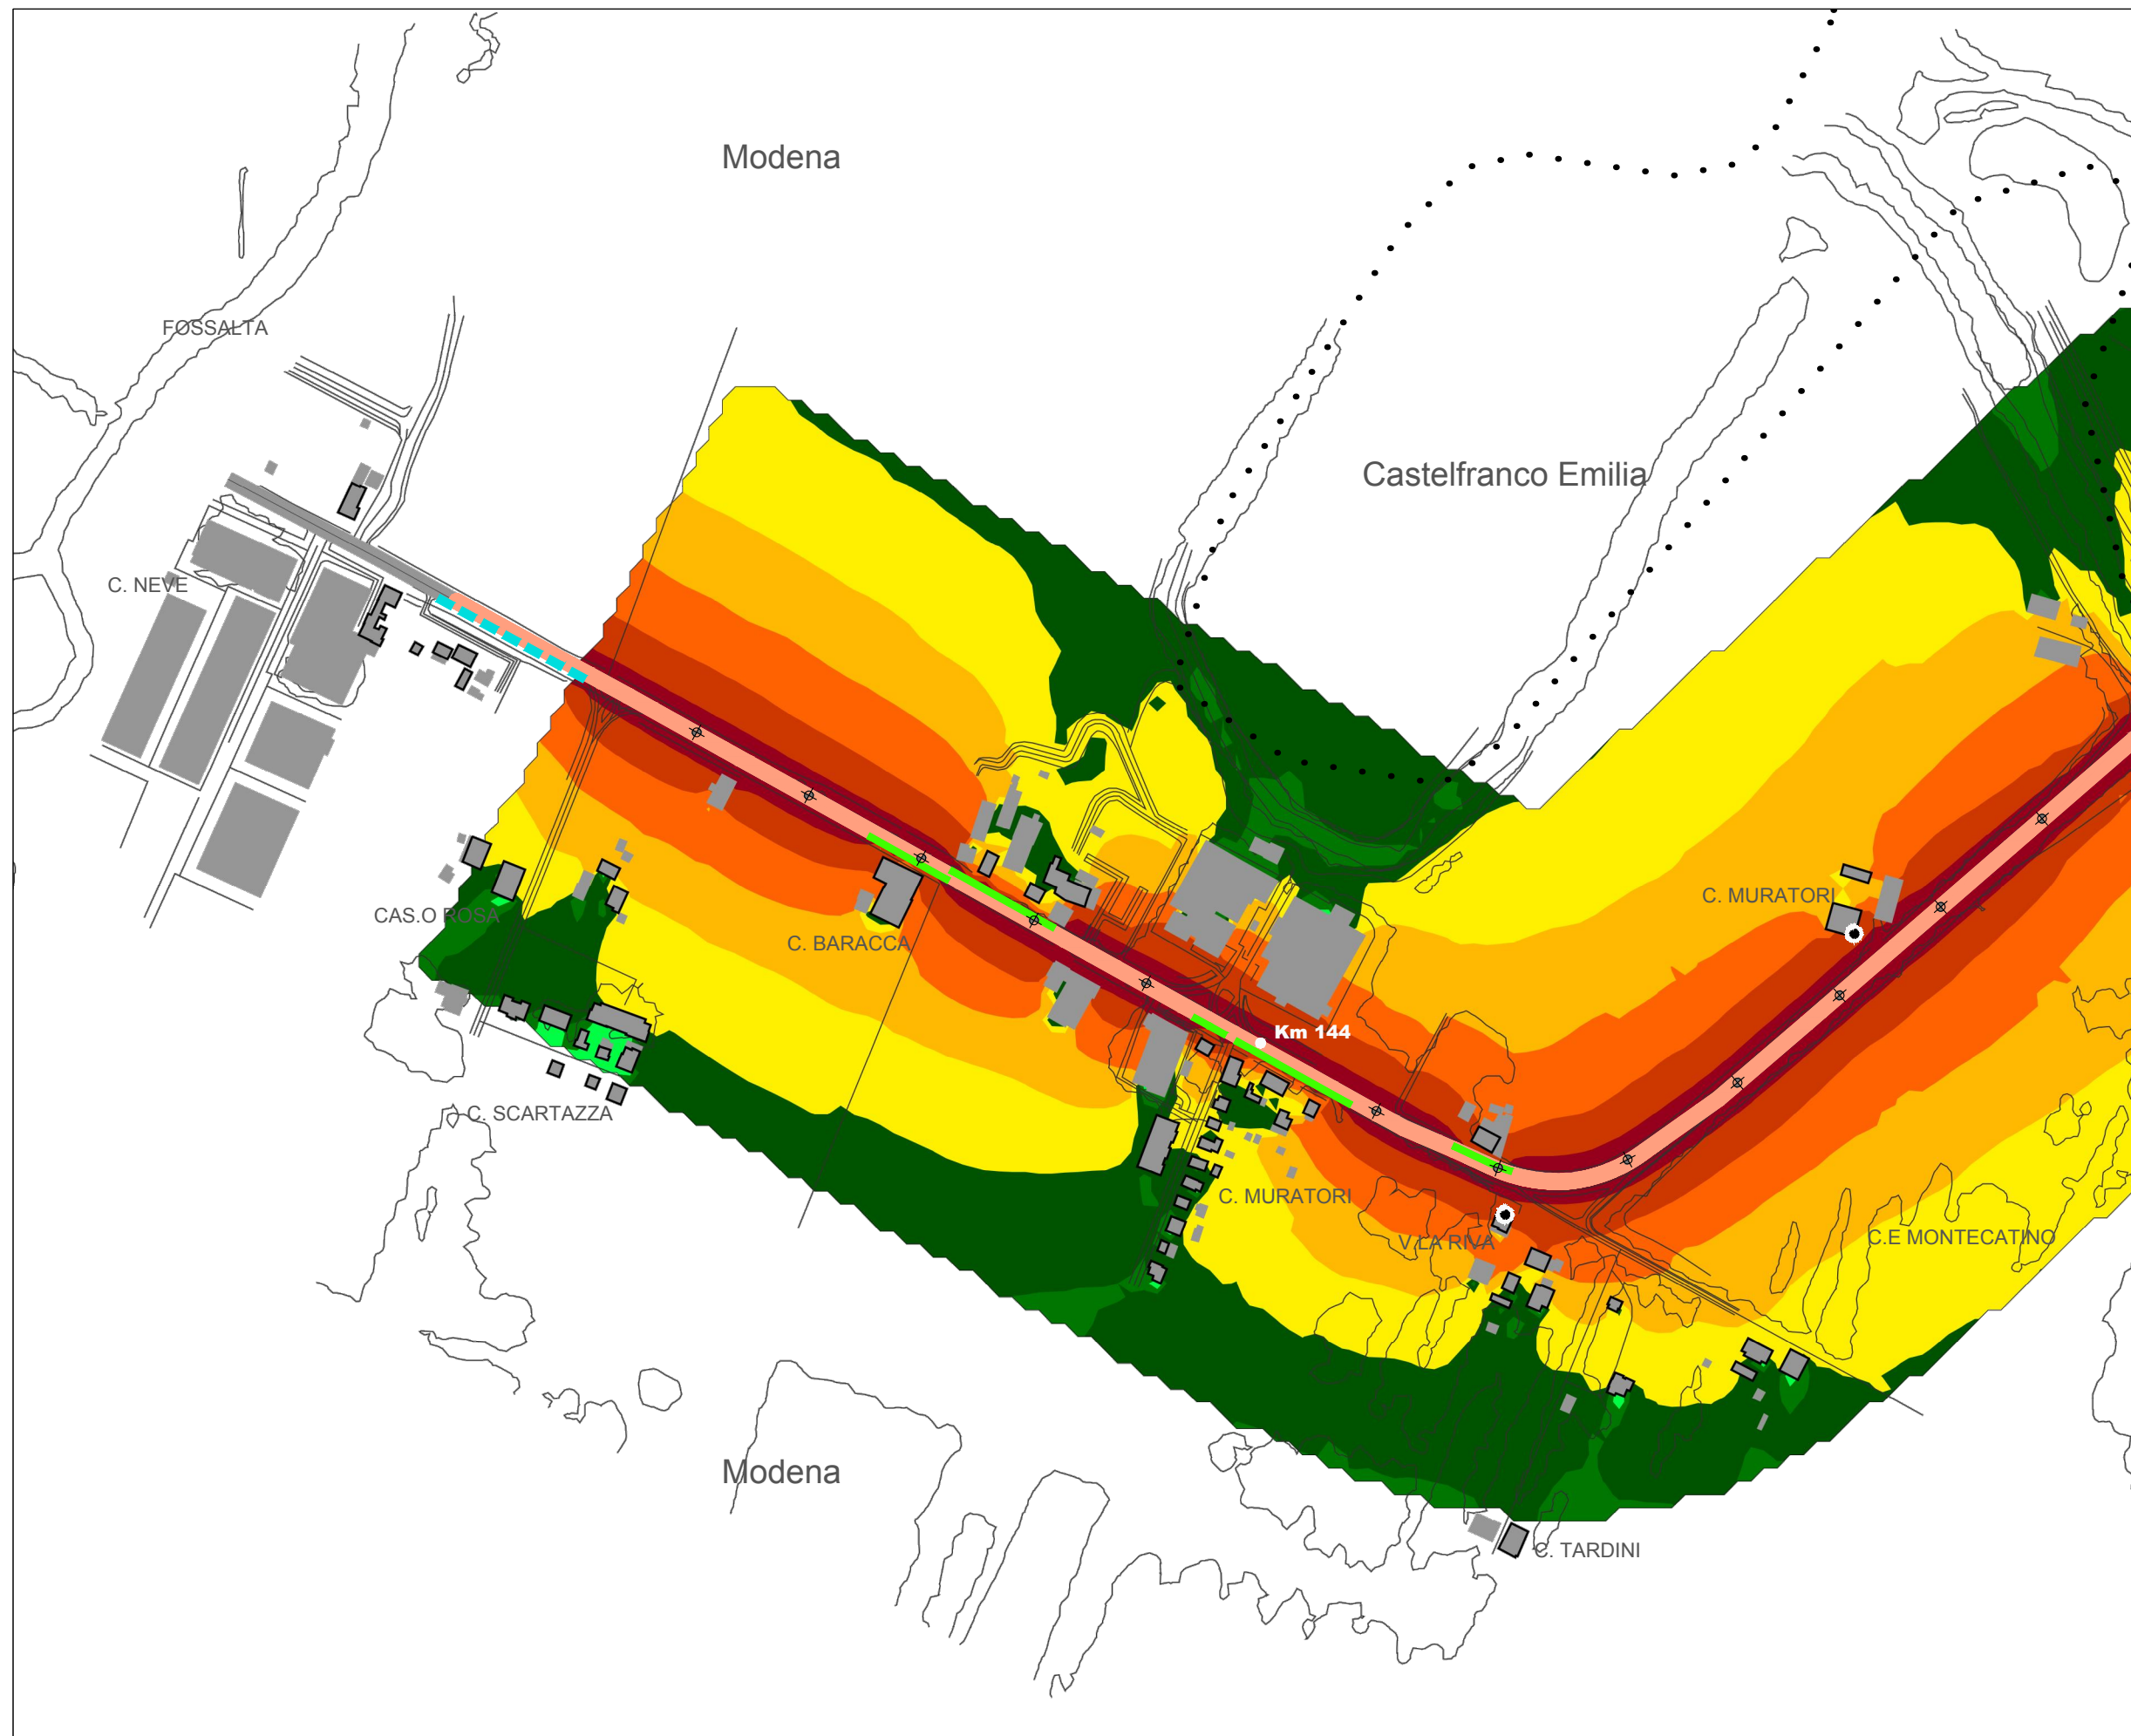 Modena
FOSSALTA
Castelfranco Emilia
C. NEVE
C. MURATORI
CAS.O ROSA
C. BARACCA
Km 144
C. SCARTAZZA
C. MURATORI
V.LA RIVA
C.E MONTECATINO
Modena
C. TARDINI